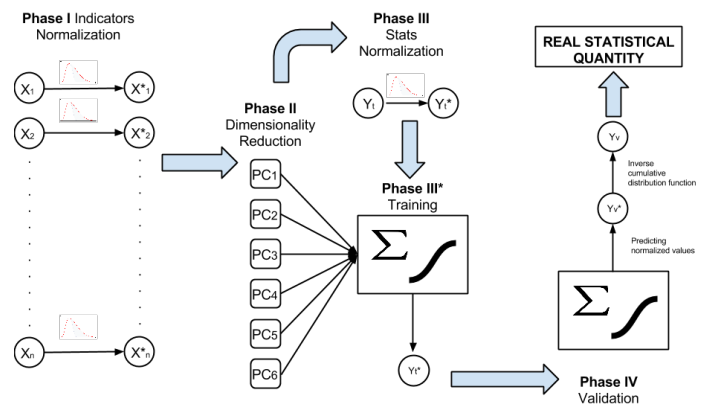 Phase I Indicators
Normalization
X1
X*1
X2
X*2
Xn
X*n
Phase II
Dimensionality
Reduction
PC1
PC2
PC3
PC4
PC5
PC6
Phase III
Stats
Normalization
Yt
Yt*
Phase III*
Training
Σ
Yt*
Phase IV
Validation
Σ
Predicting
normalized values
Yv*
Inverse
cumulative
distribution function
Yv
REAL STATISTICAL
QUANTITY